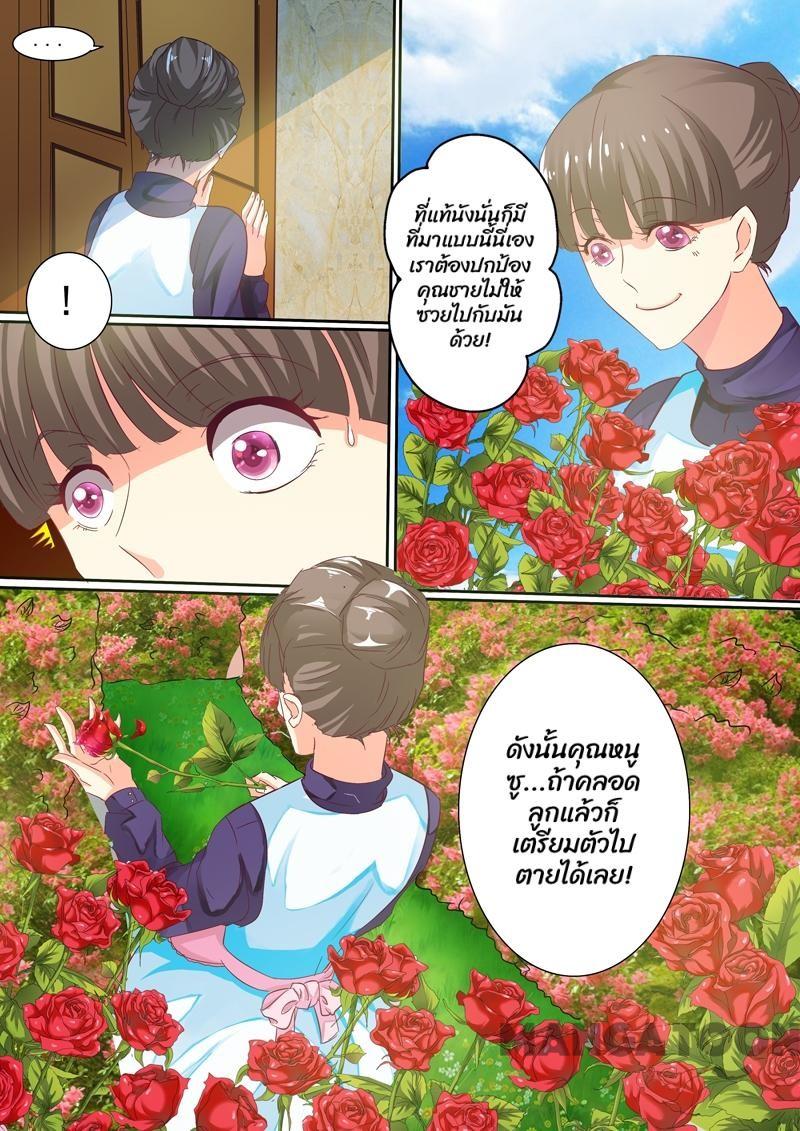 ...
!
ที่แท้นังนั่นก็มี
ที่มาแบบนี้นี่เอง
เราต้องปกป้อง
คุณชายไม่ให้
ซวยไปกับมัน
ด้วย!
ดังนั้นคุณหนู
ซู...ถ้าคลอด
ลูกแล้วก็
เตรียมตัวไป
ตายได้เลย!
MANGATOON